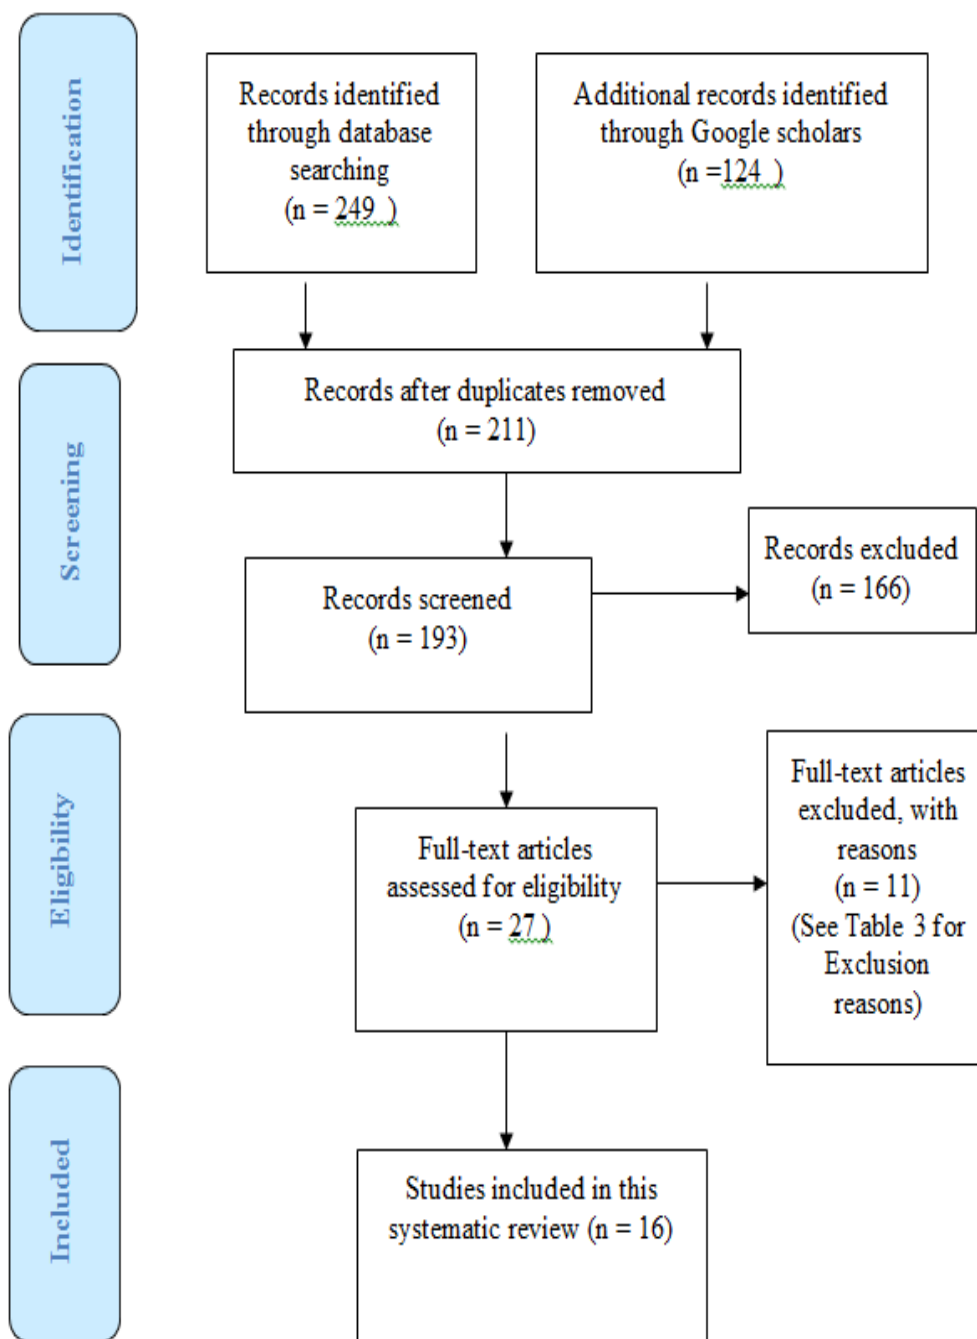 Identification
Records identified
through database
searching
(n = 249 )
Additional records identified
through Google scholars
(n =124 )
Records after duplicates removed
(n = 211)
Screening
Records screened
(n = 193)
Records excluded
(n = 166)
Eligibility
Full-text articles
assessed for eligibility
(n = 27 )
Full-text articles
excluded, with
reasons
(n = 11)
(See Table 3 for
Exclusion
reasons)
Included
Studies included in this
systematic review (n = 16)